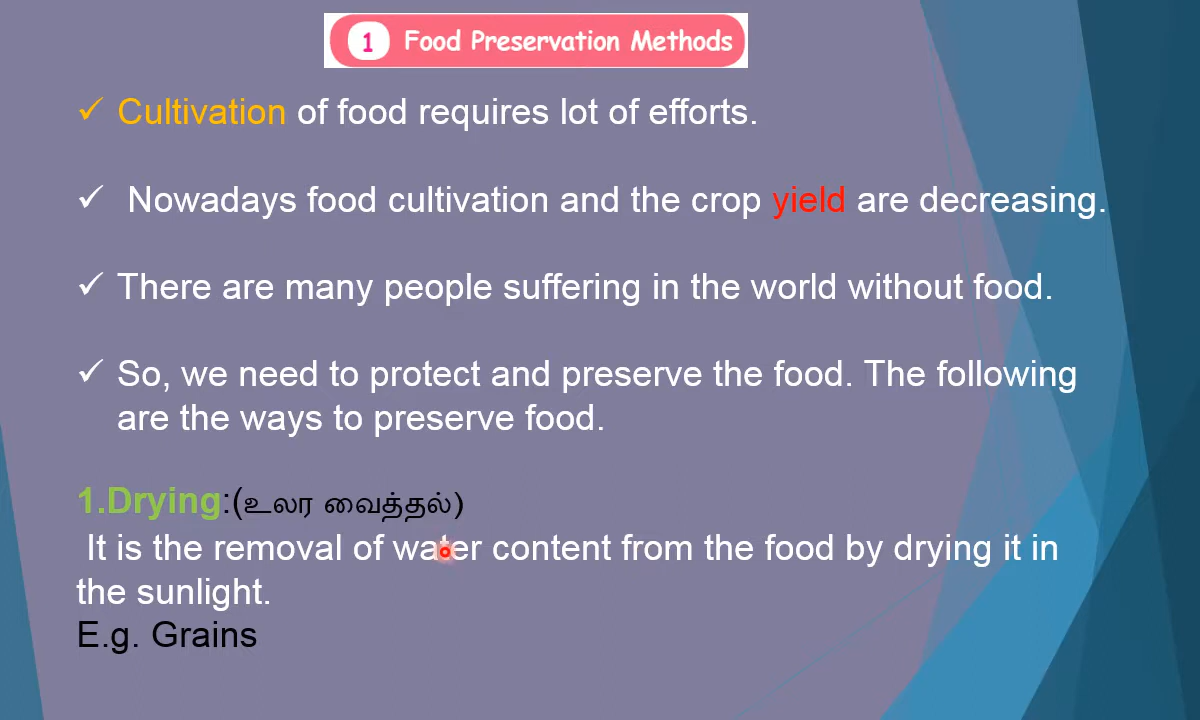 1 Food Preservation Methods
✓ Cultivation of food requires lot of efforts.
✓ Nowadays food cultivation and the crop yield are decreasing.
✓ There are many people suffering in the world without food.
✓ So, we need to protect and preserve the food. The following
are the ways to preserve food.
1.Drying:(உலர வைத்தல்)
It is the removal of water content from the food by drying it in
the sunlight.
E.g. Grains